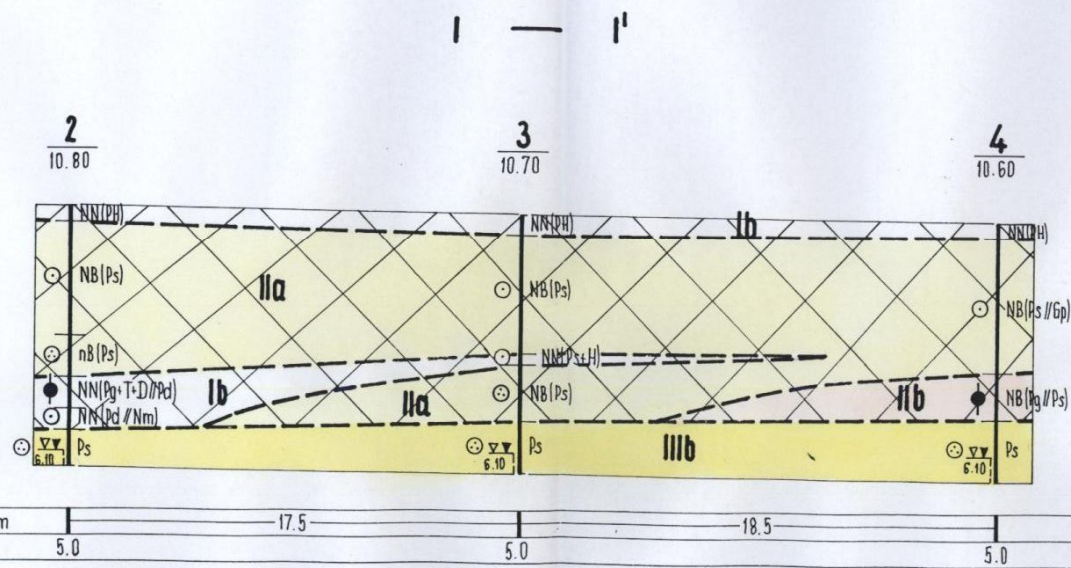 I — I'
2 3 4
10.80 10.70 10.60
NN(PH) NN(PH) Ib NN(PH)
NB(Ps) IIa NB(Ps) NB(Ps//Gp)
nB(Ps) NN(Ps+H)
NN(Pg+T+D//Pd) Ib IIa NB(Ps) IIb NB(Pg//Ps)
NN(Pd//Nm)
Ps Ps IIIb Ps
6.10 6.10 6.10
m 17.5 18.5
5.0 5.0 5.0